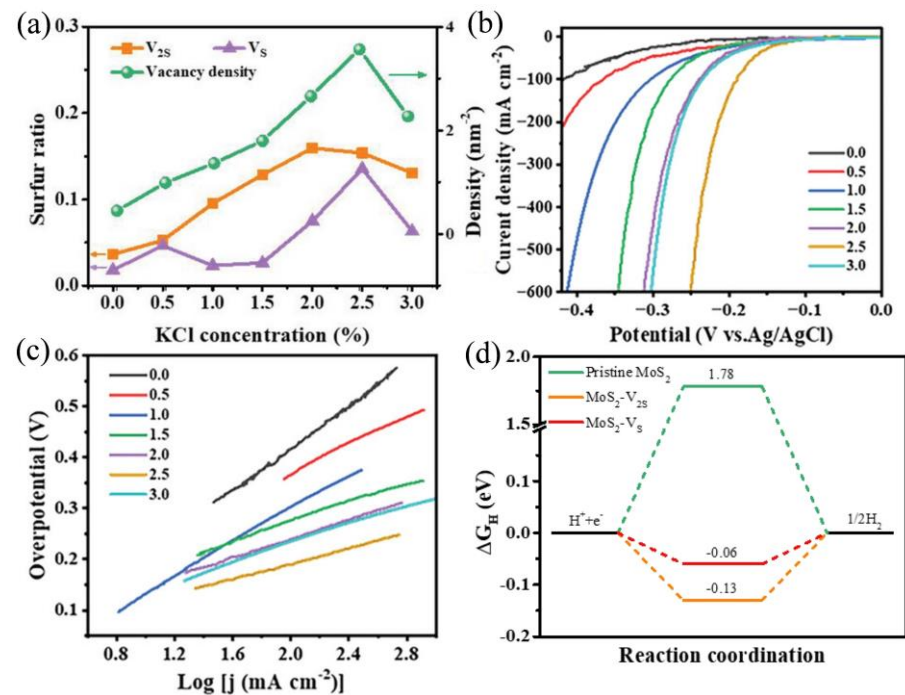 (a)
V2S
VS
Vacancy density
0.3
0.2
0.1
0.0
Surfur ratio
4
2
0
Density (nm⁻²)
0.0 0.5 1.0 1.5 2.0 2.5 3.0
KCl concentration (%)
(b)
0
−100
−200
−300
−400
−500
−600
Curent density (mA cm⁻²)
0.0
0.5
1.0
1.5
2.0
2.5
3.0
−0.4 −0.3 −0.2 −0.1 0.0
Potential (V vs.Ag/AgCl)
(c)
0.6
0.5
0.4
0.3
0.2
0.1
Overpotential (V)
0.0
0.5
1.0
1.5
2.0
2.5
3.0
0.8 1.2 1.6 2.0 2.4 2.8
Log [j (mA cm⁻²)]
(d)
2.0
1.5
0.0
-0.1
-0.2
ΔGH (eV)
Pristine MoS2
MoS2-V2S
MoS2-VS
1.78
H⁺+e⁻
1/2H2
-0.06
-0.13
Reaction coordination